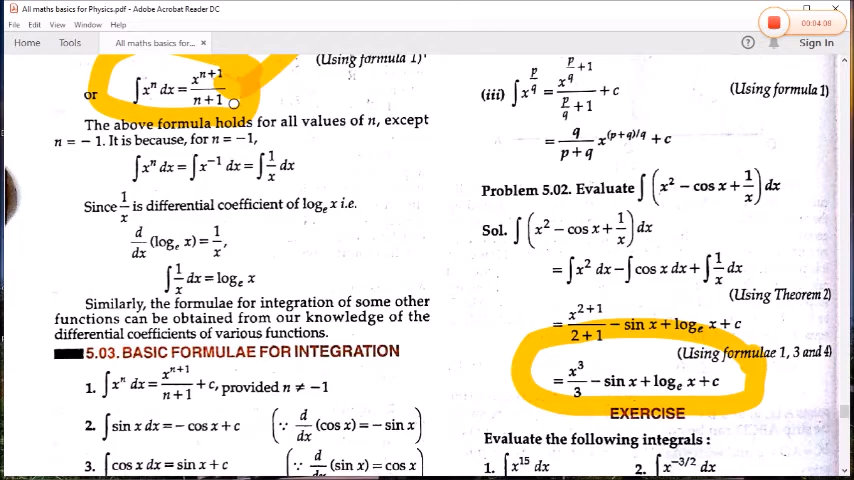 All maths basics for Physics.pdf - Adobe Acrobat Reader DC
File Edit View Window Help
00:04:08
Home Tools All maths basics for... × Sign In
(Using formula 1)
or ∫xⁿ dx = xⁿ⁺¹/(n+1)
The above formula holds for all values of n, except
n = – 1. It is because, for n = –1,
∫xⁿ dx = ∫x⁻¹ dx = ∫ 1/x dx
Since 1/x is differential coefficient of logₑ x i.e.
d/dx (logₑ x) = 1/x,
∫ 1/x dx = logₑ x
Similarly, the formulae for integration of some other
functions can be obtained from our knowledge of the
differential coefficients of various functions.
5.03. BASIC FORMULAE FOR INTEGRATION
1. ∫xⁿ dx = xⁿ⁺¹/(n+1) + c, provided n ≠ –1
2. ∫sin x dx = – cos x + c (∵ d/dx (cos x) = – sin x)
3. ∫cos x dx = sin x + c (∵ d/dx (sin x) = cos x)
(iii) ∫x^(p/q) = x^(p/q + 1)/(p/q + 1) + c (Using formula 1)
= q/(p+q) x^((p+q)/q) + c
Problem 5.02. Evaluate ∫(x² – cos x + 1/x) dx
Sol. ∫(x² – cos x + 1/x) dx
= ∫x² dx – ∫cos x dx + ∫ 1/x dx
(Using Theorem 2)
= x²⁺¹/(2+1) – sin x + logₑ x + c
(Using formulae 1, 3 and 4)
= x³/3 – sin x + logₑ x + c
EXERCISE
Evaluate the following integrals :
1. ∫x¹⁵ dx 2. ∫x^(–3/2) dx